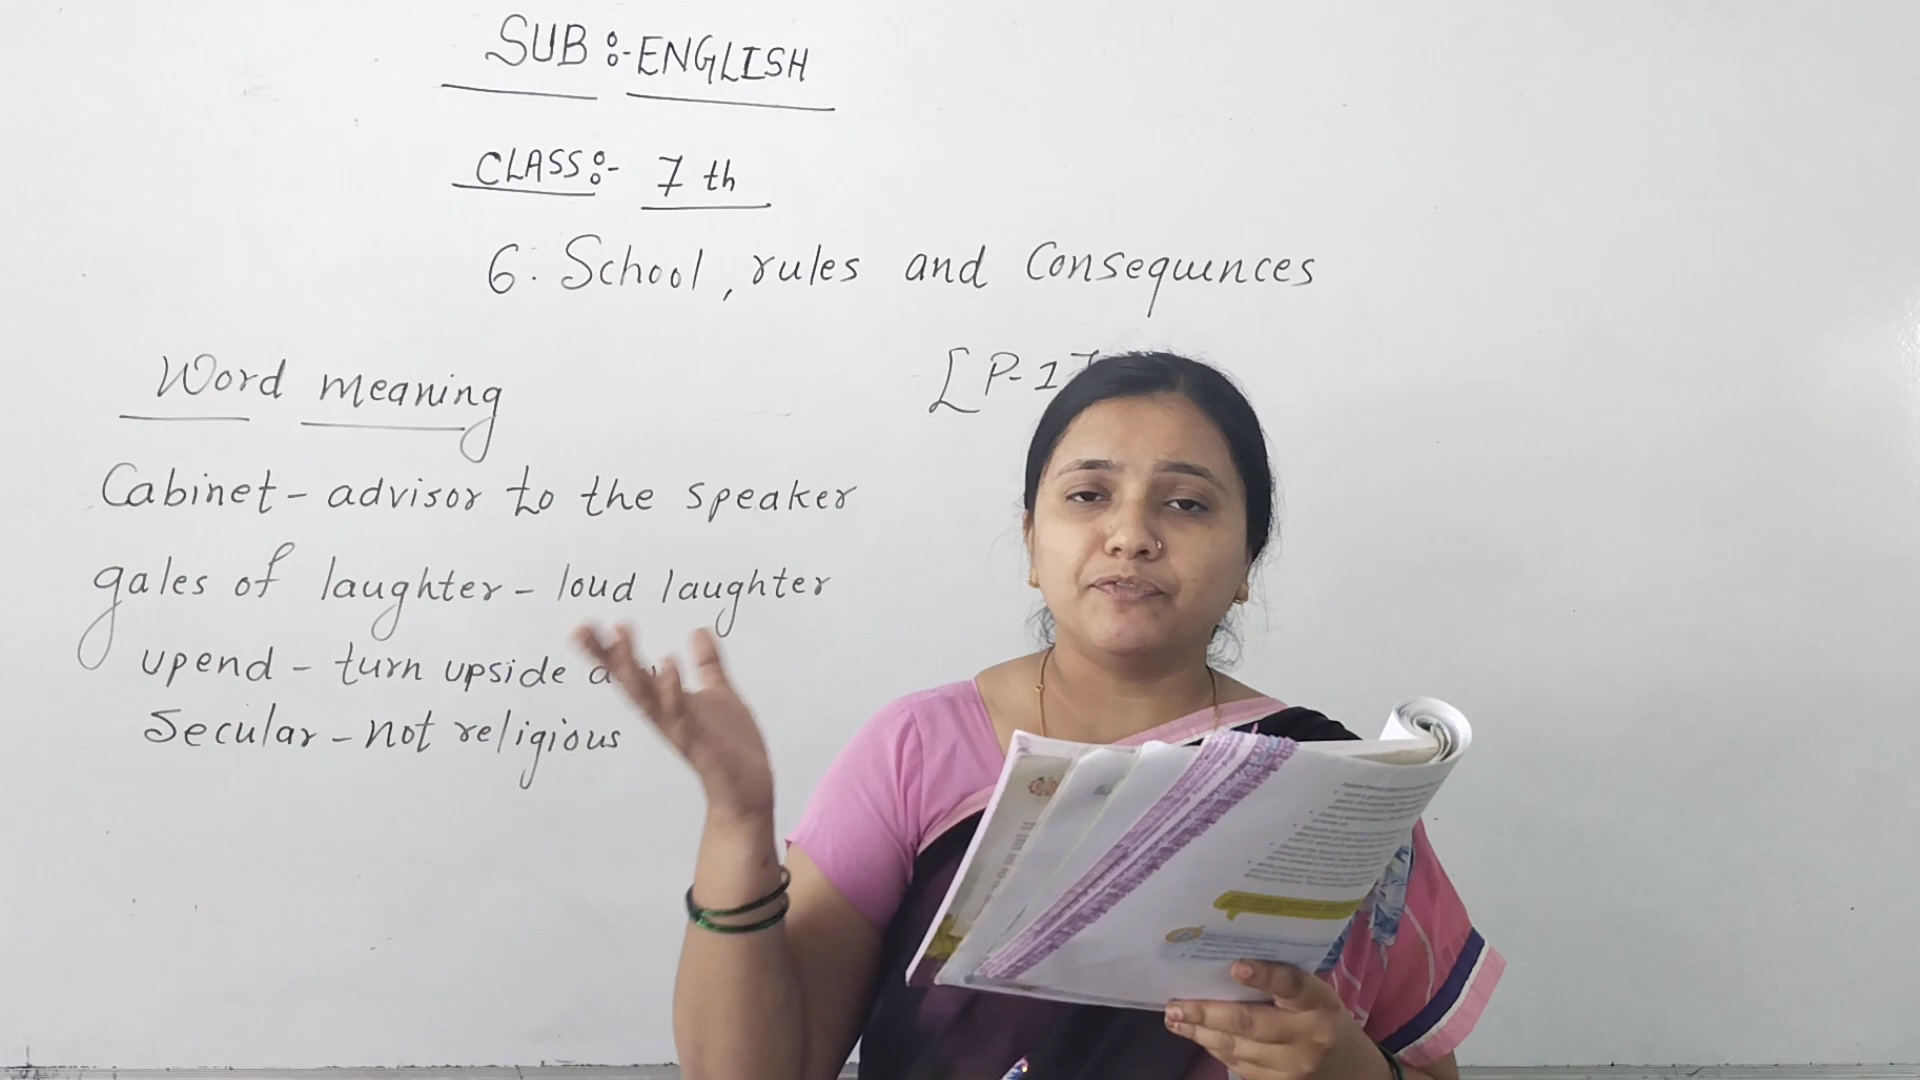 SUB :- ENGLISH
CLASS :- 7 th
6. School, rules and Consequences
Word meaning
[P-17
Cabinet - advisor to the speaker
gales of laughter - loud laughter
upend - turn upside
Secular - not religious